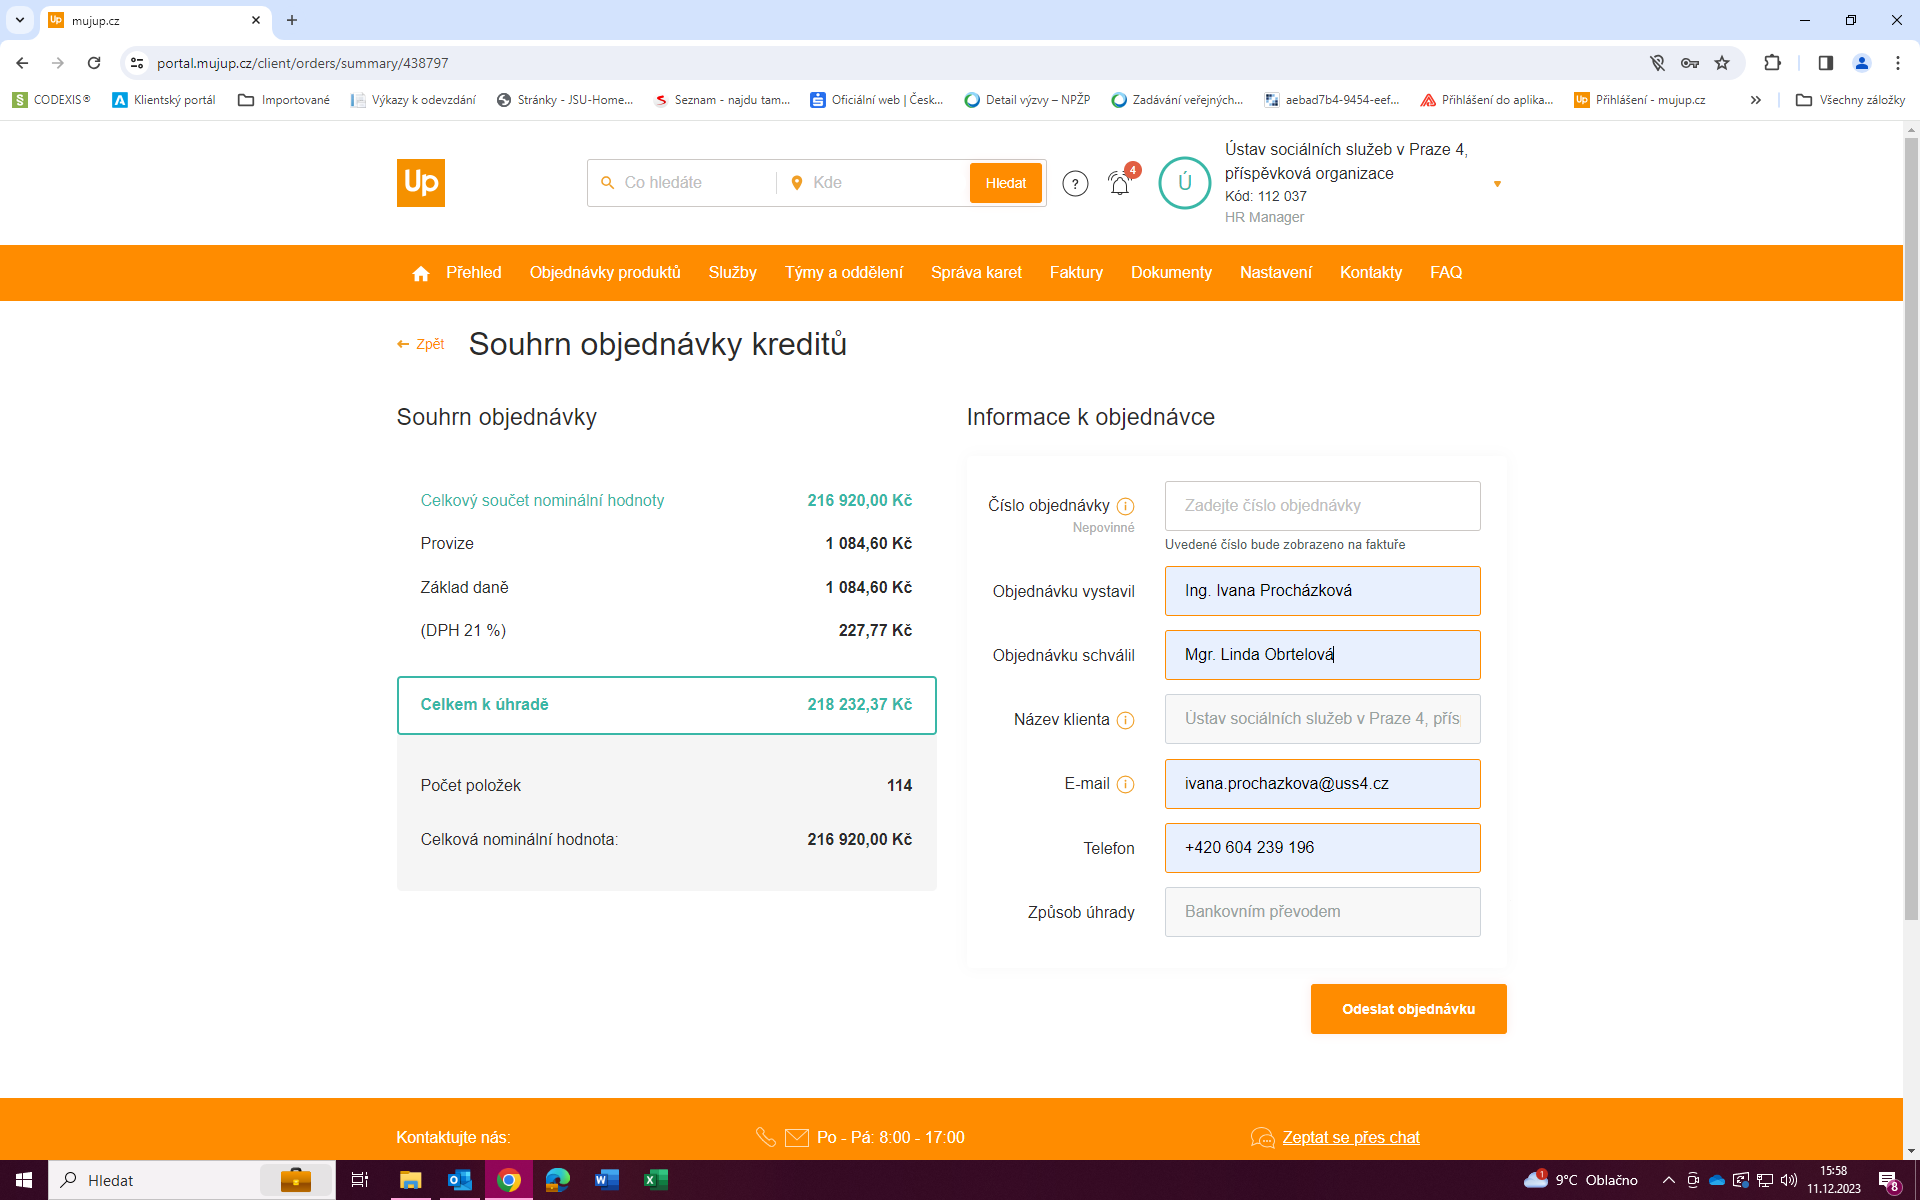 mujup.cz
portal.mujup.cz/client/orders/summary/438797
CODEXIS® Klientský portál Importované Výkazy k odevzdání Stránky - JSU-Home... Seznam - najdu tam... Oficiální web | Česk... Detail výzvy – NPŽP Zadávání veřejných... aebad7b4-9454-eef... Přihlášení do aplika... Přihlášení - mujup.cz Všechny záložky
Up
Co hledáte Kde Hledat
4
Ú
Ústav sociálních služeb v Praze 4,
příspěvková organizace
Kód: 112 037
HR Manager
Přehled Objednávky produktů Služby Týmy a oddělení Správa karet Faktury Dokumenty Nastavení Kontakty FAQ
Zpět Souhrn objednávky kreditů
Souhrn objednávky
Celkový součet nominální hodnoty 216 920,00 Kč
Provize 1 084,60 Kč
Základ daně 1 084,60 Kč
(DPH 21 %) 227,77 Kč
Celkem k úhradě 218 232,37 Kč
Počet položek 114
Celková nominální hodnota: 216 920,00 Kč
Informace k objednávce
Číslo objednávky Zadejte číslo objednávky
Nepovinné
Uvedené číslo bude zobrazeno na faktuře
Objednávku vystavil Ing. Ivana Procházková
Objednávku schválil Mgr. Linda Obrtelová
Název klienta Ústav sociálních služeb v Praze 4, přís
E-mail ivana.prochazkova@uss4.cz
Telefon +420 604 239 196
Způsob úhrady Bankovním převodem
Odeslat objednávku
Kontaktujte nás: Po - Pá: 8:00 - 17:00 Zeptat se přes chat
Hledat
1 9°C Oblačno
15:58
11.12.2023
8